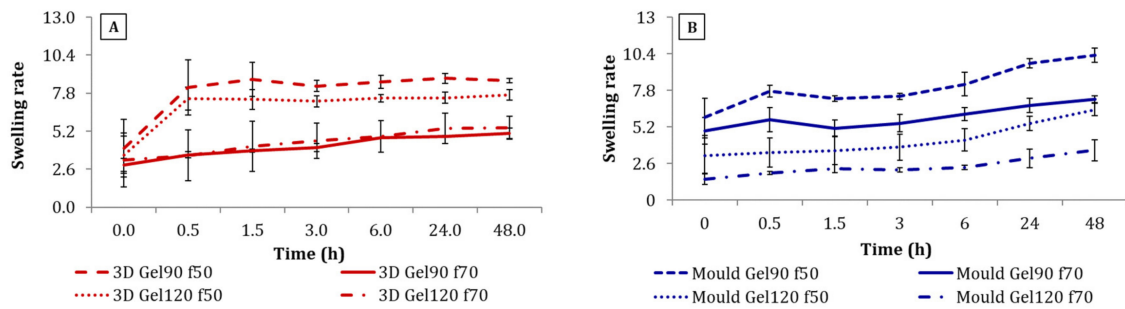 A
Swelling rate
13.0
10.4
7.8
5.2
2.6
0.0
0.0 0.5 1.5 3.0 6.0 24.0 48.0
Time (h)
3D Gel90 f50 3D Gel90 f70
3D Gel120 f50 3D Gel120 f70
B
Swelling rate
13
10.4
7.8
5.2
2.6
0
0 0.5 1.5 3 6 24 48
Time (h)
Mould Gel90 f50 Mould Gel90 f70
Mould Gel120 f50 Mould Gel120 f70